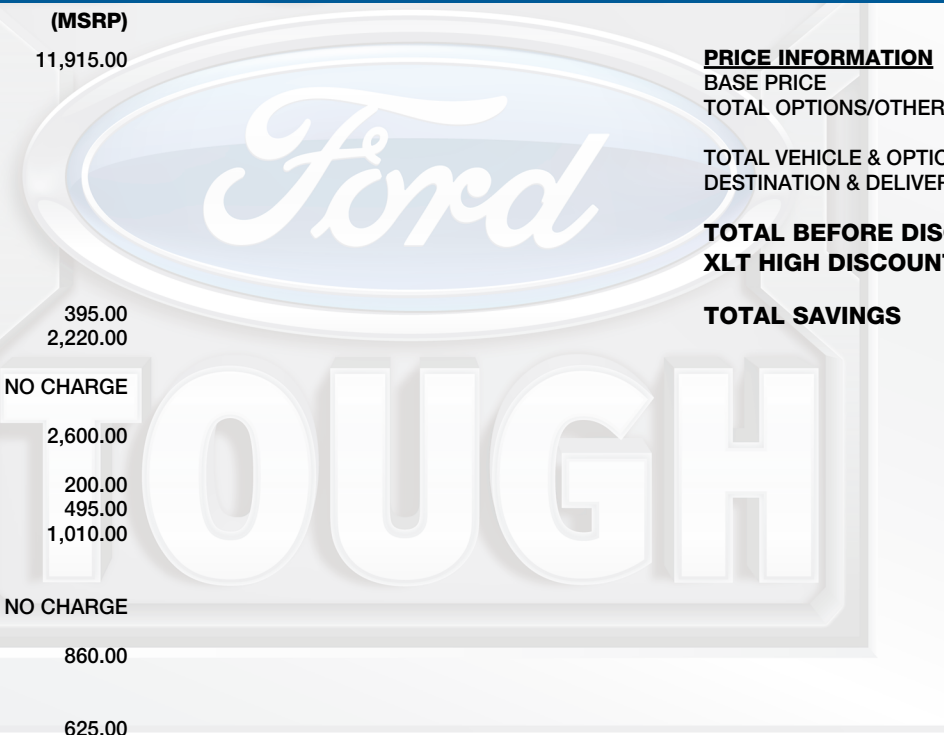 (MSRP)
11,915.00
395.00
2,220.00
NO CHARGE
2,600.00
200.00
495.00
1,010.00
NO CHARGE
860.00
625.00
PRICE INFORMATION
BASE PRICE
TOTAL OPTIONS/OTHER
TOTAL VEHICLE & OPTIO
DESTINATION & DELIVER
TOTAL BEFORE DISC
XLT HIGH DISCOUNT
TOTAL SAVINGS
Ford
TOUGH